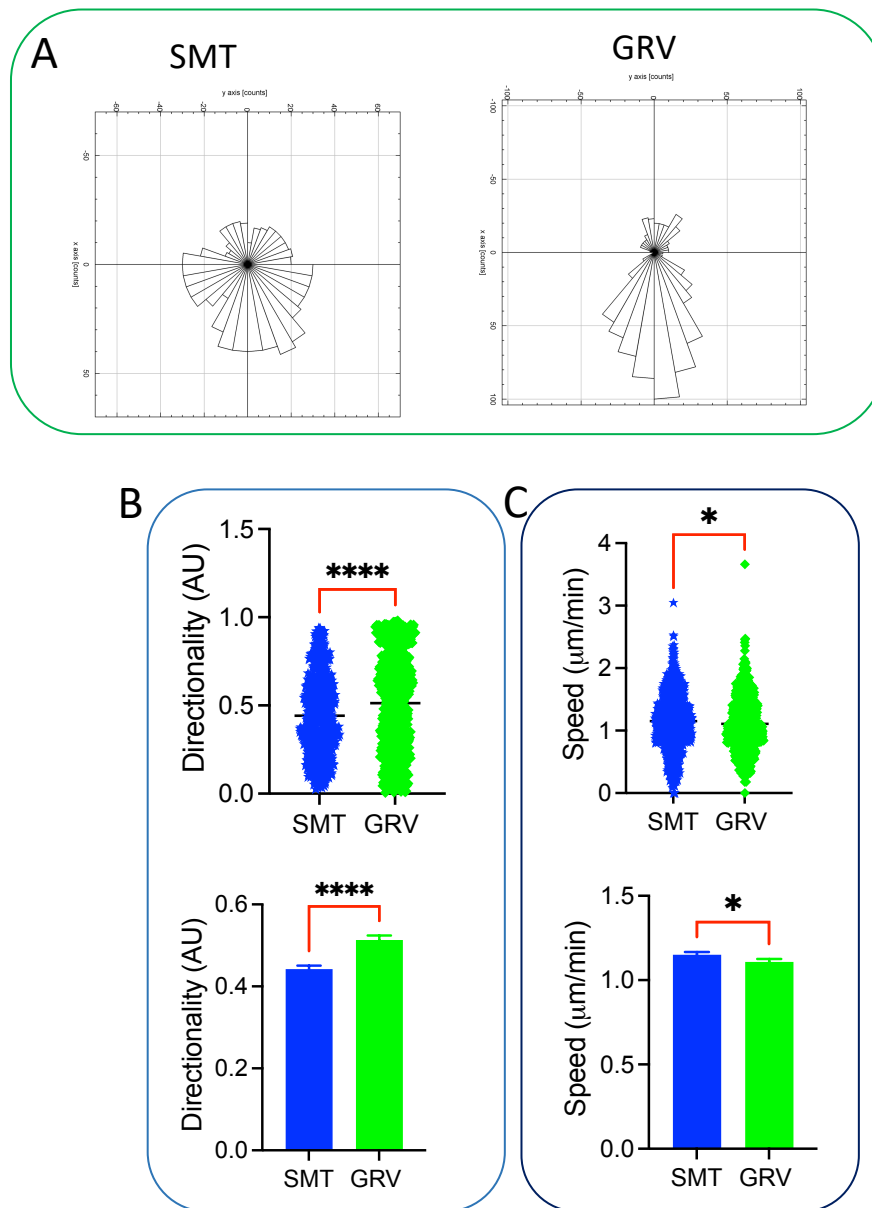 A
SMT
GRV
y axis [counts]
-20
0
20
60
x axis [counts]
-50
0
50
y axis [counts]
-100
-50
0
50
100
x axis [counts]
-100
-50
0
50
100
B
Directionality (AU)
1.5
1.0
0.5
0.0
****
SMT GRV
Directionality (AU)
0.6
0.4
0.2
0.0
****
SMT GRV
C
Speed (μm/min)
4
3
2
1
0
*
SMT GRV
Speed (μm/min)
1.5
1.0
0.5
0.0
*
SMT GRV